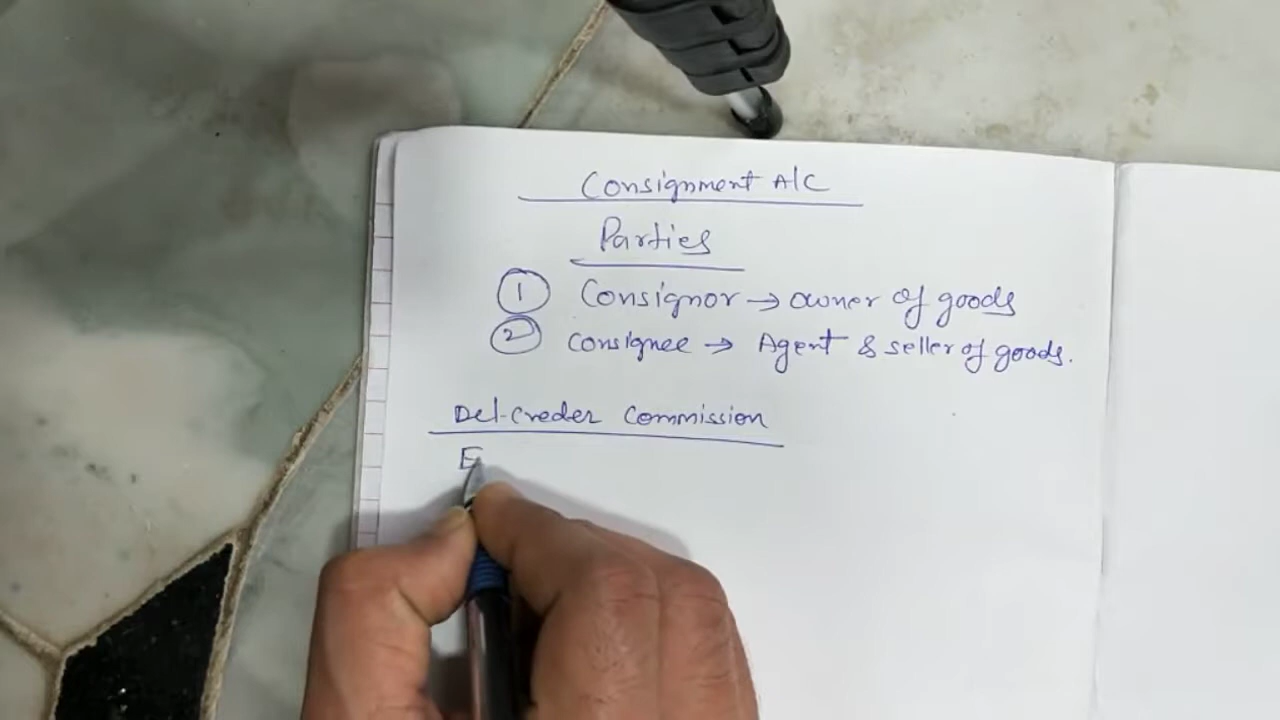 Consignment A/C
Parties
① Consignor → owner of goods
② consignee → Agent & seller of goods.
Del-Creder Commission
E